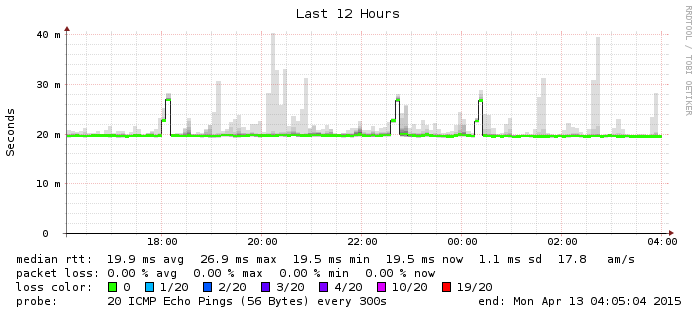 Last 12 Hours
RRDTOOL / TOBI OETIKER
Seconds
40 m
30 m
20 m
10 m
0
18:00 20:00 22:00 00:00 02:00 04:00
median rtt: 19.9 ms avg 26.9 ms max 19.5 ms min 19.5 ms now 1.1 ms sd 17.8 am/s
packet loss: 0.00 % avg 0.00 % max 0.00 % min 0.00 % now
loss color: 0 1/20 2/20 3/20 4/20 10/20 19/20
probe: 20 ICMP Echo Pings (56 Bytes) every 300s end: Mon Apr 13 04:05:04 2015